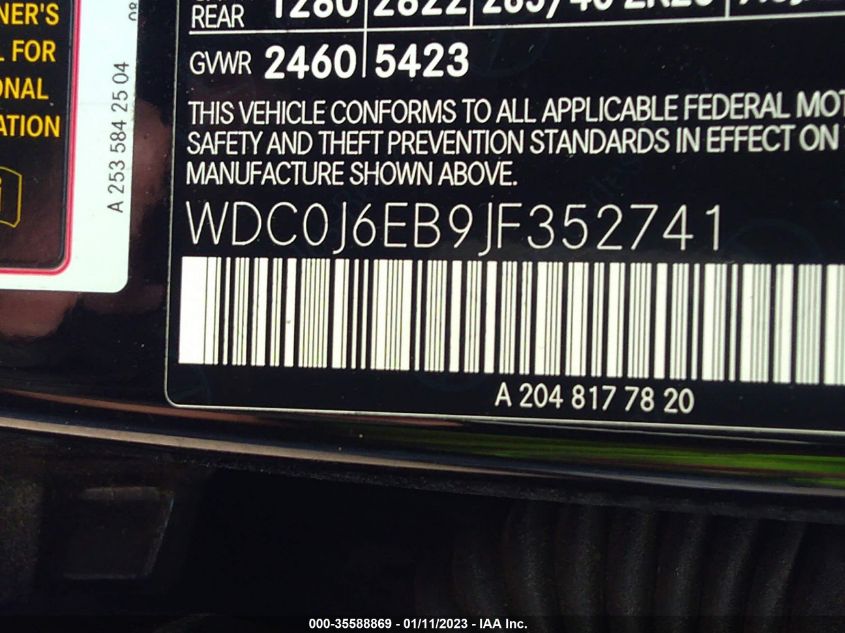 NER'S
L FOR
ONAL
ATION
A 253 584 25 04
REAR 1280 2822
GVWR 2460 5423
THIS VEHICLE CONFORMS TO ALL APPLICABLE FEDERAL MOT
SAFETY AND THEFT PREVENTION STANDARDS IN EFFECT ON
MANUFACTURE SHOWN ABOVE.
WDC0J6EB9JF352741
A 204 817 78 20
000-35588869 - 01/11/2023 - IAA Inc.